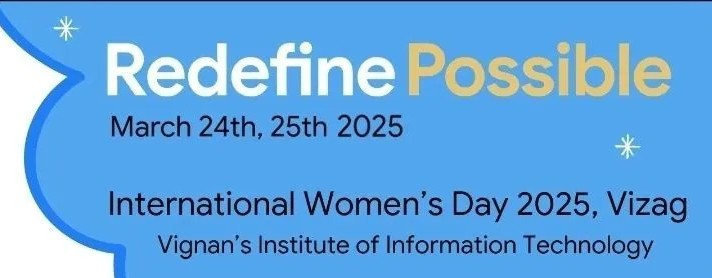 Redefine Possible
March 24th, 25th 2025
International Women's Day 2025, Vizag
Vignan's Institute of Information Technology